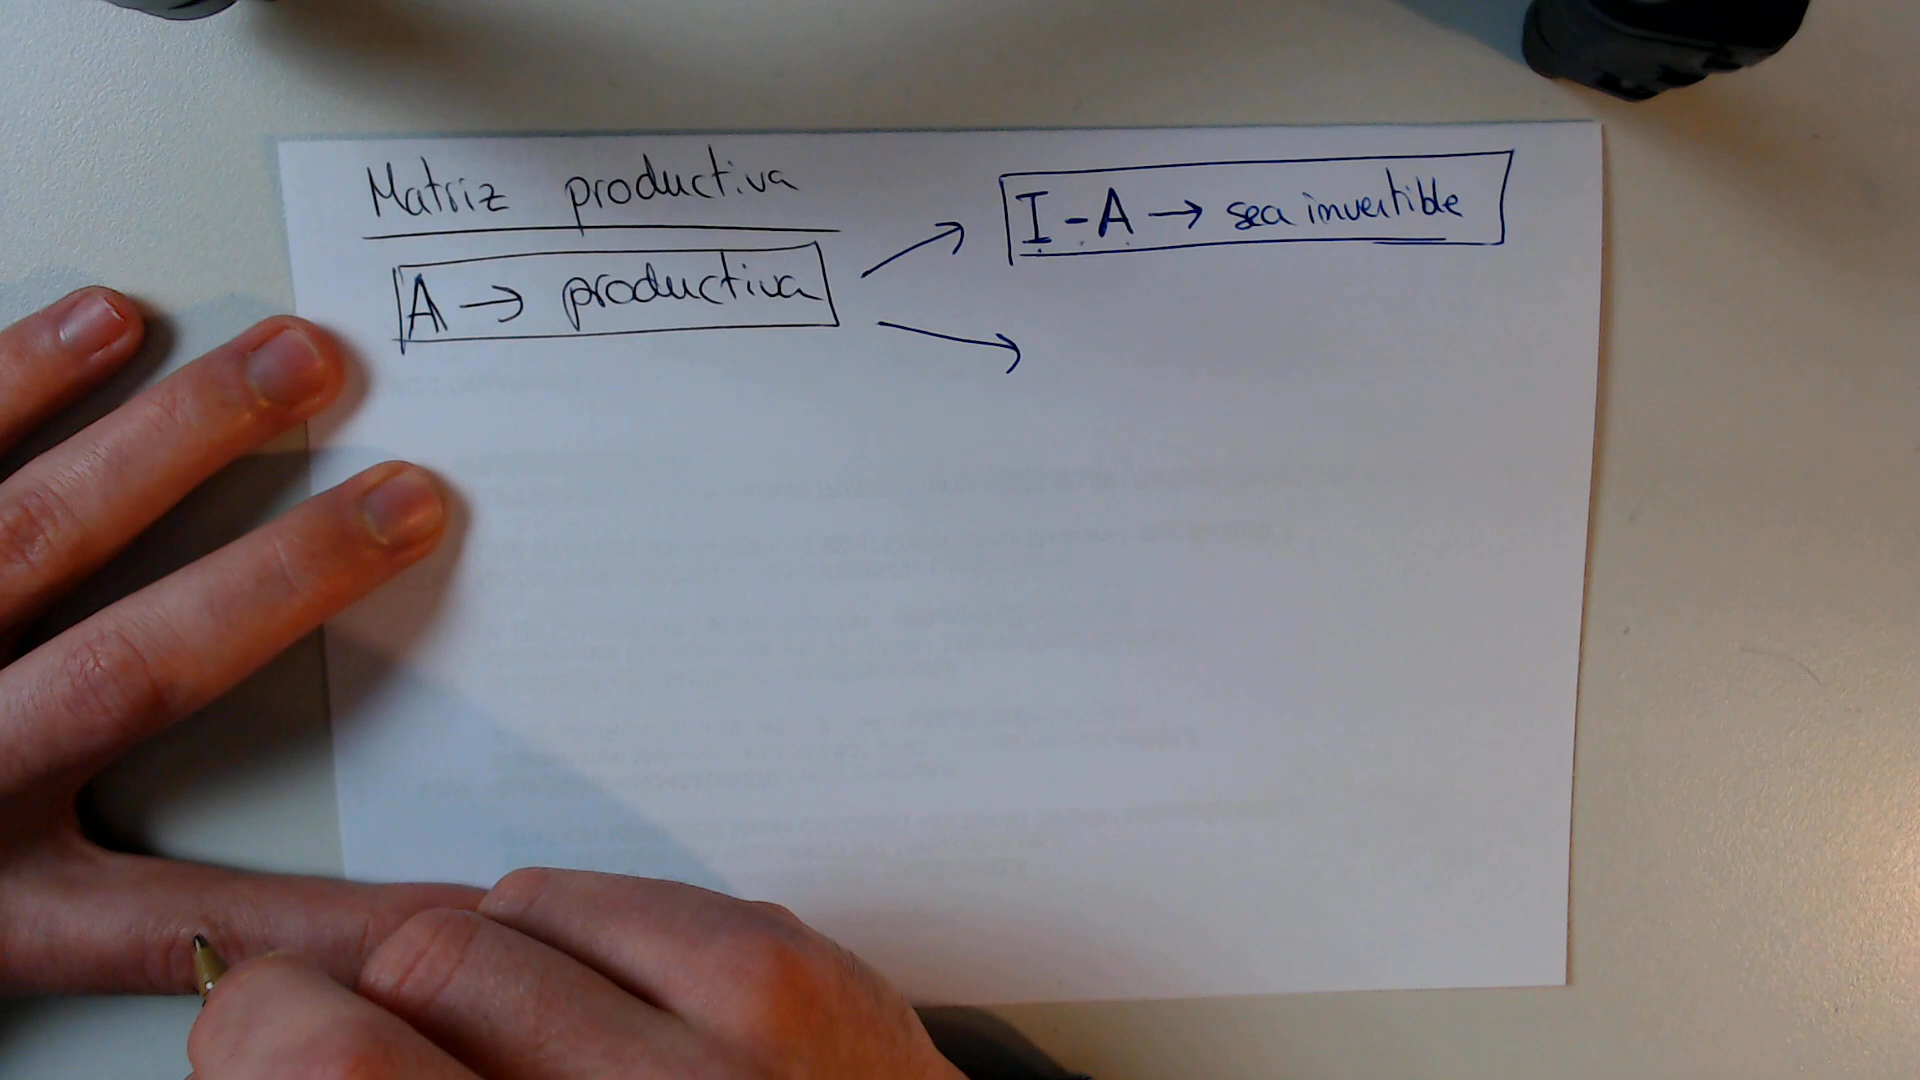 Matriz productiva
A → productiva
I - A → sea invertible